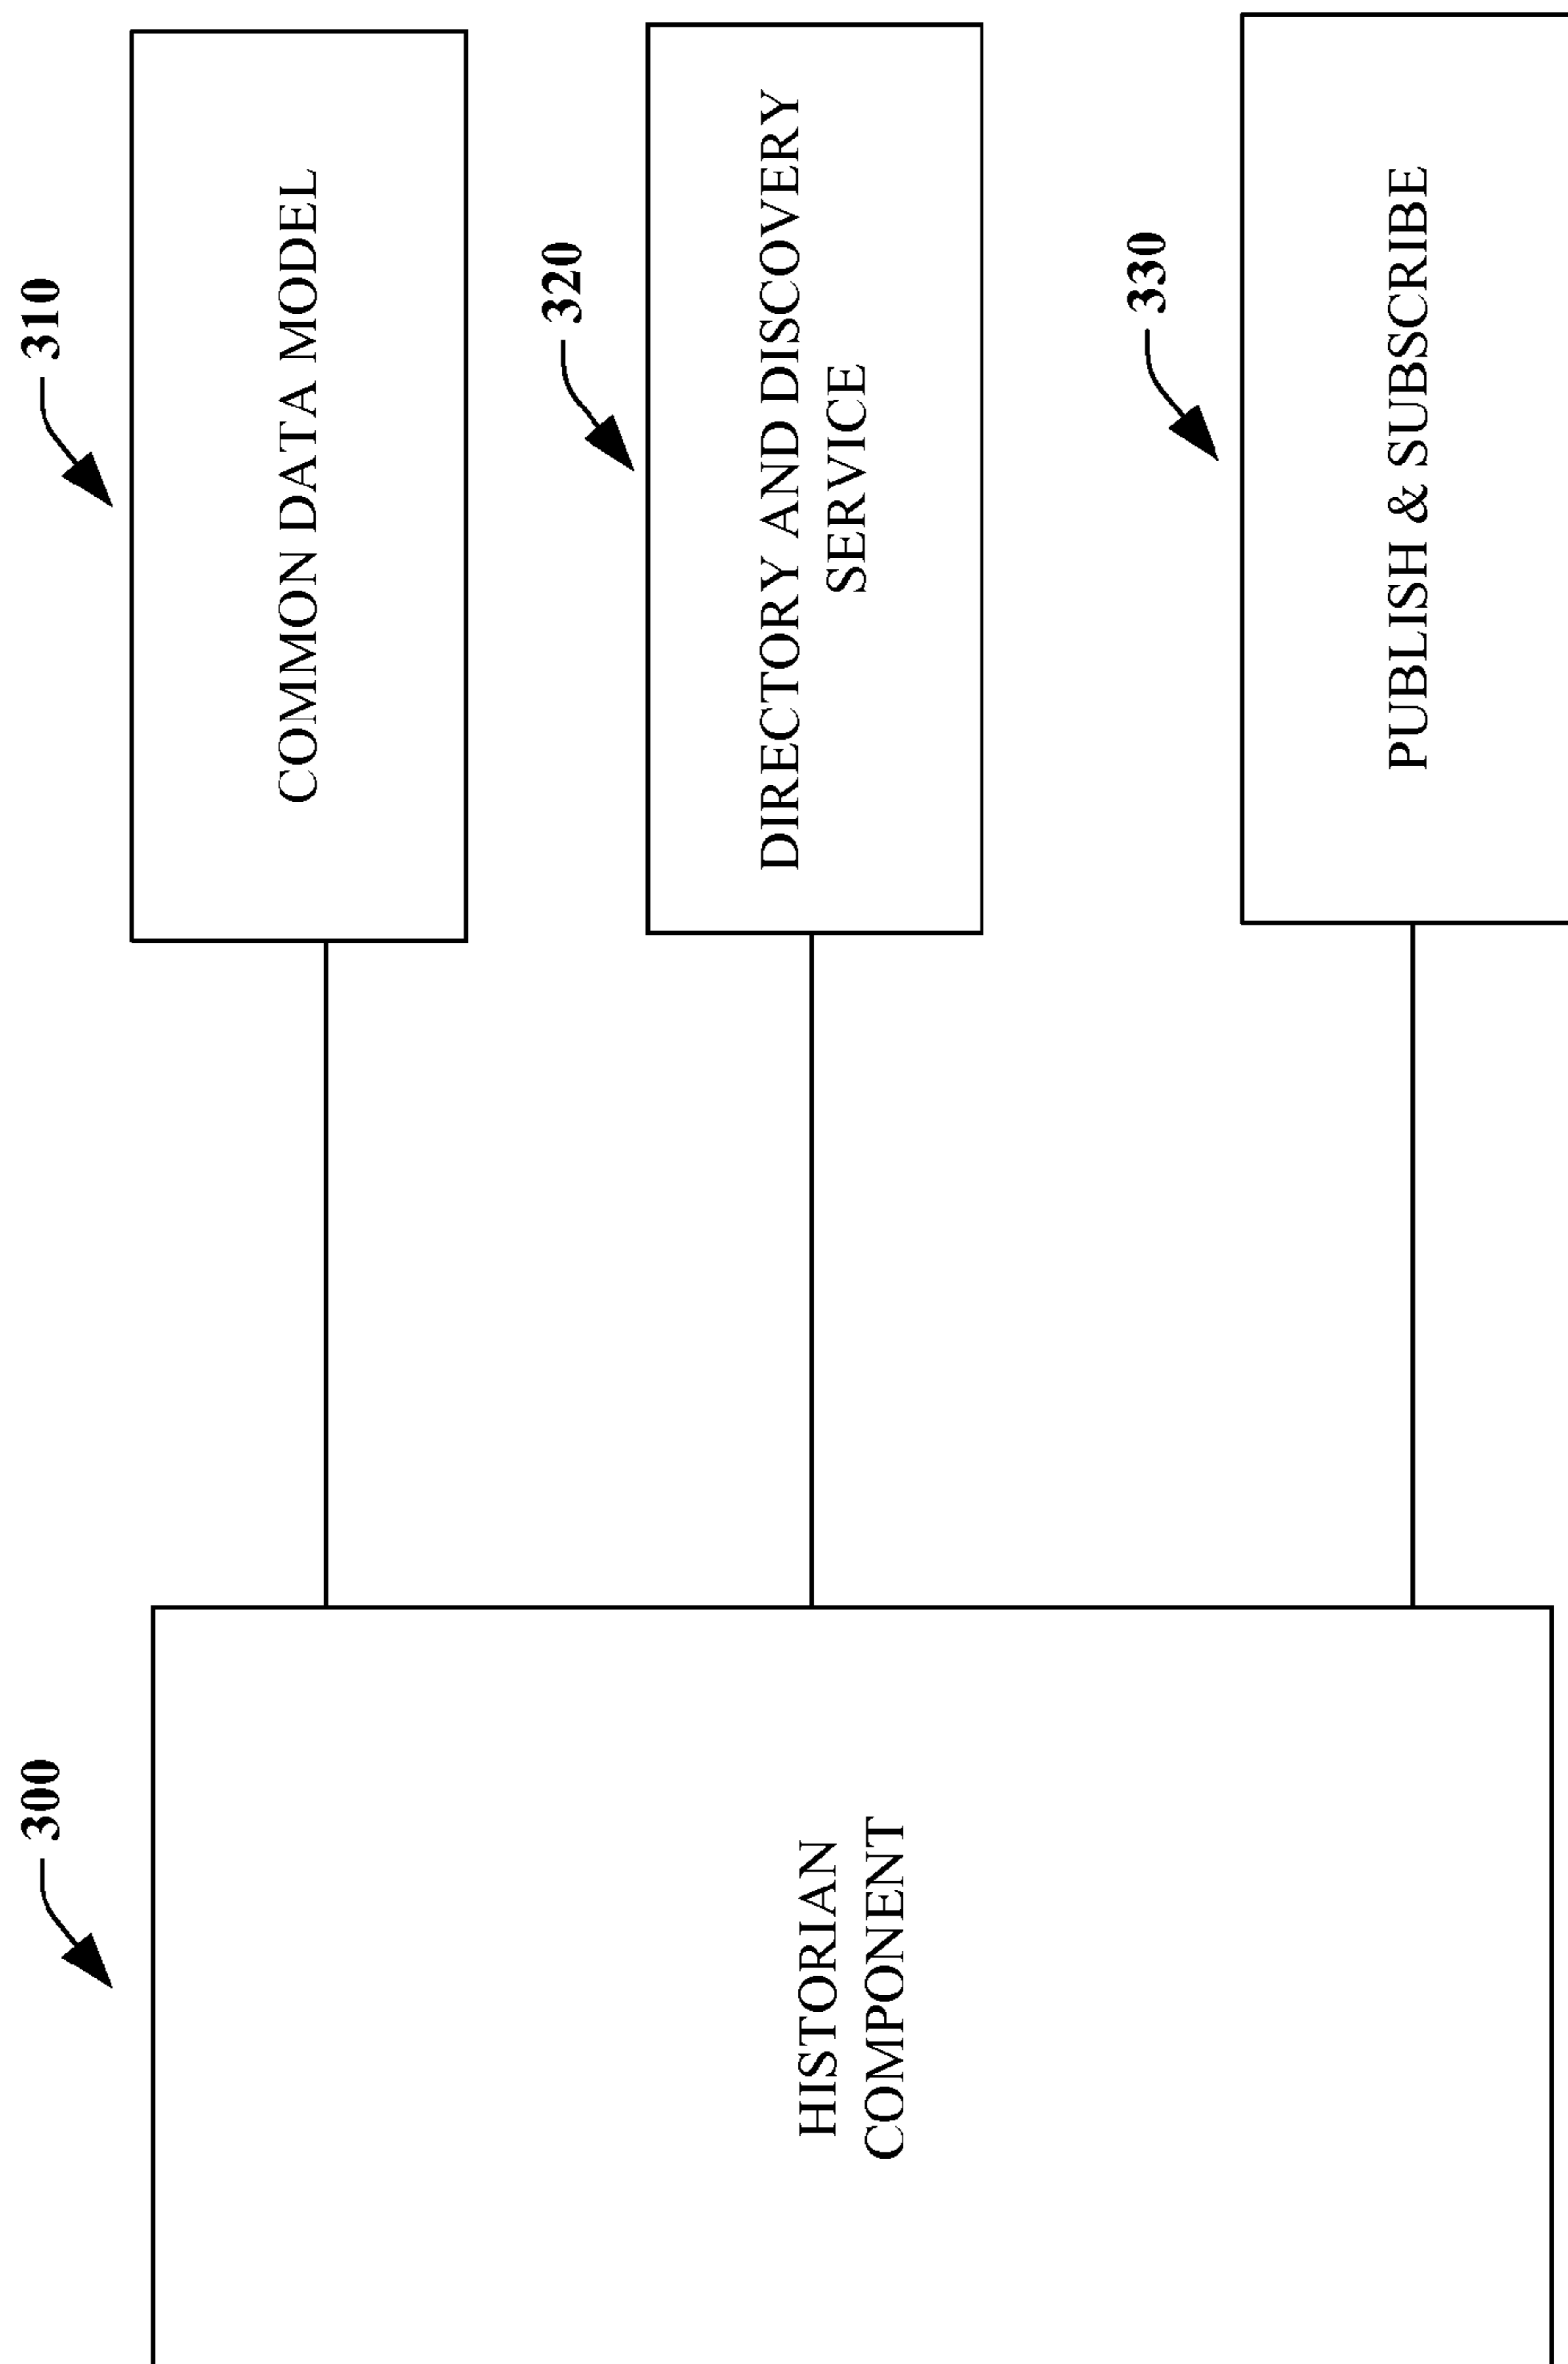 300
HISTORIAN
COMPONENT
310
COMMON DATA MODEL
320
DIRECTORY AND DISCOVERY
SERVICE
330
PUBLISH & SUBSCRIBE